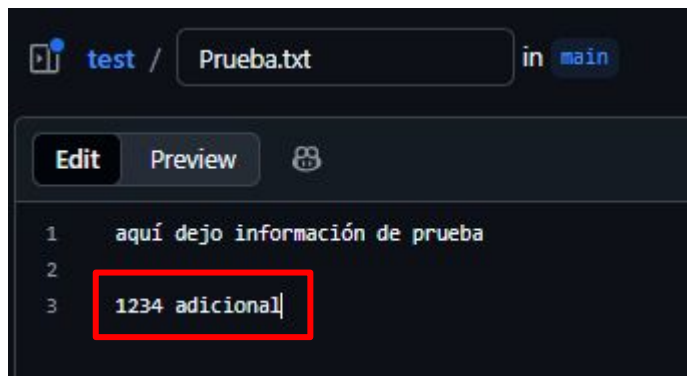 test / Prueba.txt in main
Edit Preview
1 aquí dejo información de prueba
2
3 1234 adicional